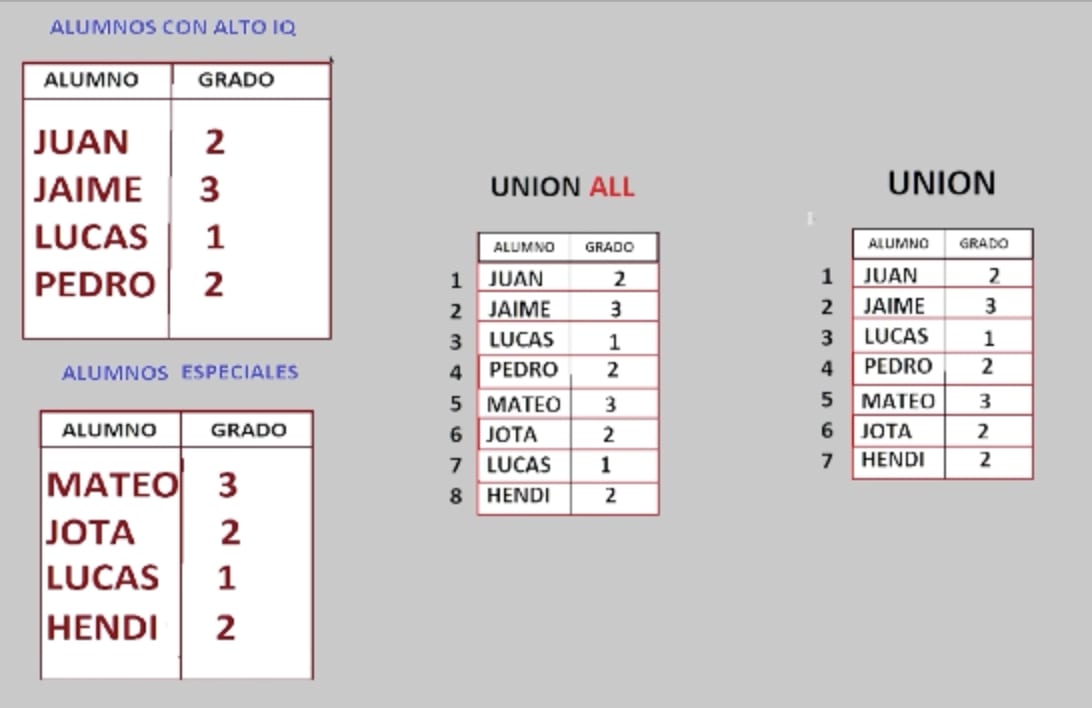 ALUMNOS CON ALTO IQ
ALUMNO GRADO
JUAN 2
JAIME 3
LUCAS 1
PEDRO 2
ALUMNOS ESPECIALES
ALUMNO GRADO
MATEO 3
JOTA 2
LUCAS 1
HENDI 2
UNION ALL
ALUMNO GRADO
1 JUAN 2
2 JAIME 3
3 LUCAS 1
4 PEDRO 2
5 MATEO 3
6 JOTA 2
7 LUCAS 1
8 HENDI 2
UNION
ALUMNO GRADO
1 JUAN 2
2 JAIME 3
3 LUCAS 1
4 PEDRO 2
5 MATEO 3
6 JOTA 2
7 HENDI 2